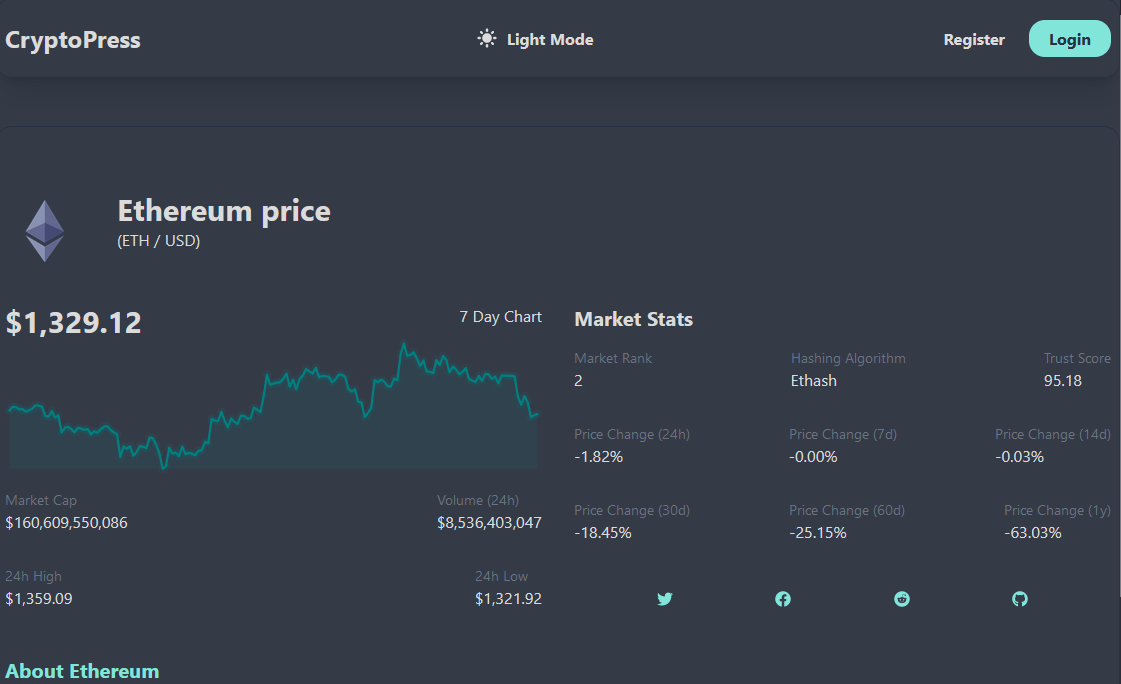 CryptoPress
Light Mode
Register
Login
Ethereum price
(ETH / USD)
$1,329.12
7 Day Chart
Market Cap
$160,609,550,086
Volume (24h)
$8,536,403,047
24h High
$1,359.09
24h Low
$1,321.92
Market Stats
Market Rank
2
Hashing Algorithm
Ethash
Trust Score
95.18
Price Change (24h)
-1.82%
Price Change (7d)
-0.00%
Price Change (14d)
-0.03%
Price Change (30d)
-18.45%
Price Change (60d)
-25.15%
Price Change (1y)
-63.03%
About Ethereum